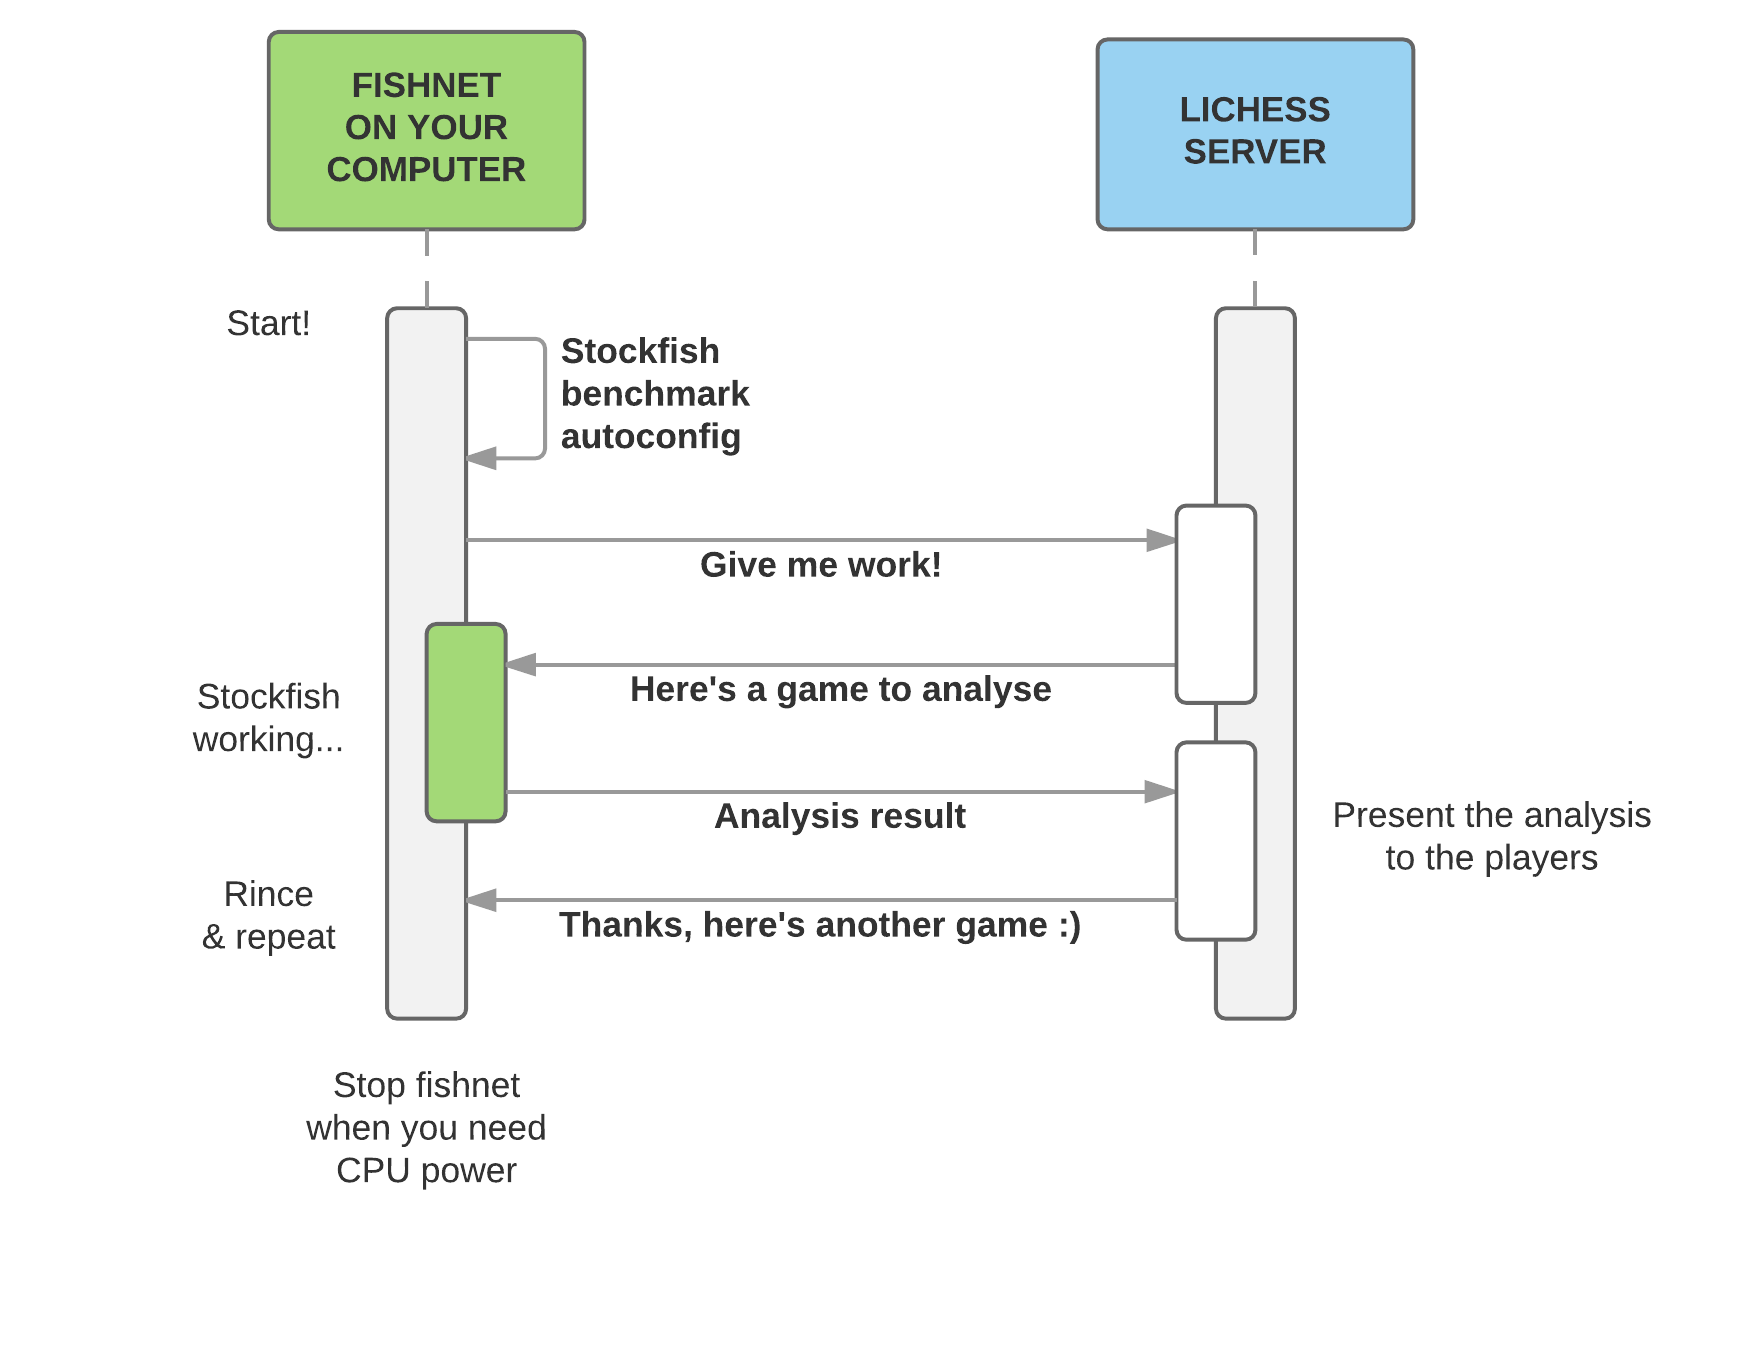 FISHNET
ON YOUR
COMPUTER
LICHESS
SERVER
Start!
Stockfish
benchmark
autoconfig
Give me work!
Here's a game to analyse
Stockfish
working...
Analysis result
Present the analysis
to the players
Rince
& repeat
Thanks, here's another game :)
Stop fishnet
when you need
CPU power